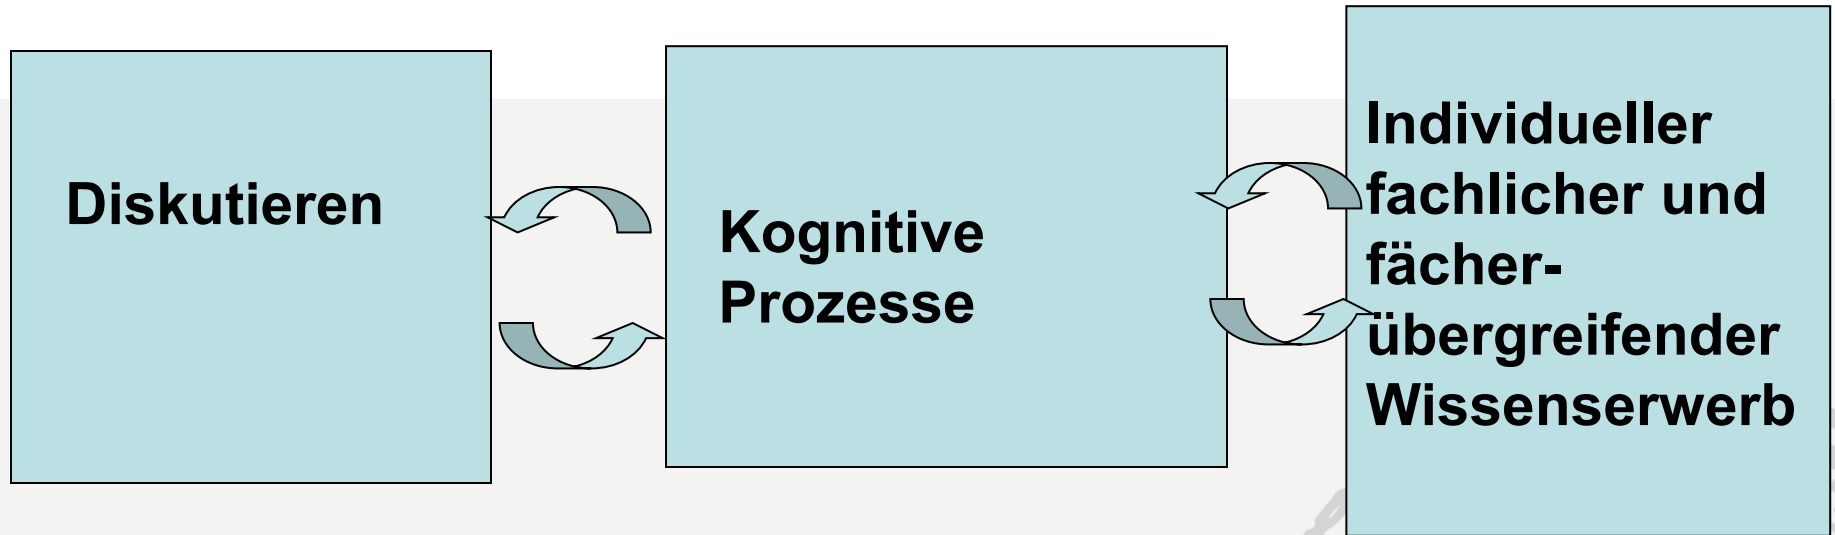 Diskutieren
Kognitive
Prozesse
Individueller
fachlicher und
fächer-
übergreifender
Wissenserwerb